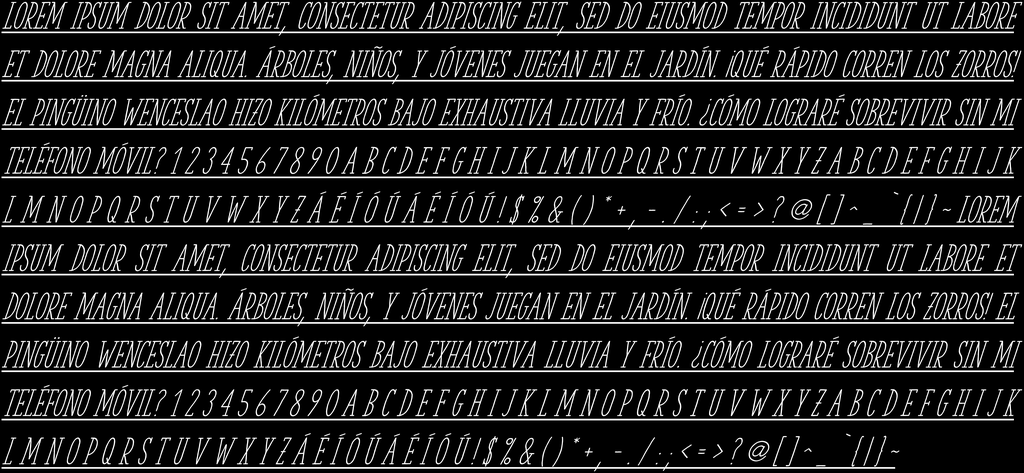 LOREM IPSUM DOLOR SIT AMET, CONSECTETUR ADIPISCING ELIT, SED DO EIUSMOD TEMPOR INCIDIDUNT UT LABORE
ET DOLORE MAGNA ALIQUA. ÁRBOLES, NIÑOS, Y JÓVENES JUEGAN EN EL JARDÍN. ¡QUÉ RÁPIDO CORREN LOS ZORROS!
EL PINGÜINO WENCESLAO HIZO KILÓMETROS BAJO EXHAUSTIVA LLUVIA Y FRÍO. ¿CÓMO LOGRARÉ SOBREVIVIR SIN MI
TELÉFONO MÓVIL? 1 2 3 4 5 6 7 8 9 0 A B C D E F G H I J K L M N O P Q R S T U V W X Y Z A B C D E F G H I J K
L M N O P Q R S T U V W X Y Z Á É Í Ó Ú Á É Í Ó Ú ! $ % & ( ) * + , - . / : ; < = > ? @ [ ] ^ _ ` { | } ~ LOREM
IPSUM DOLOR SIT AMET, CONSECTETUR ADIPISCING ELIT, SED DO EIUSMOD TEMPOR INCIDIDUNT UT LABORE ET
DOLORE MAGNA ALIQUA. ÁRBOLES, NIÑOS, Y JÓVENES JUEGAN EN EL JARDÍN. ¡QUÉ RÁPIDO CORREN LOS ZORROS! EL
PINGÜINO WENCESLAO HIZO KILÓMETROS BAJO EXHAUSTIVA LLUVIA Y FRÍO. ¿CÓMO LOGRARÉ SOBREVIVIR SIN MI
TELÉFONO MÓVIL? 1 2 3 4 5 6 7 8 9 0 A B C D E F G H I J K L M N O P Q R S T U V W X Y Z A B C D E F G H I J K
L M N O P Q R S T U V W X Y Z Á É Í Ó Ú Á É Í Ó Ú ! $ % & ( ) * + , - . / : ; < = > ? @ [ ] ^ _ ` { | } ~